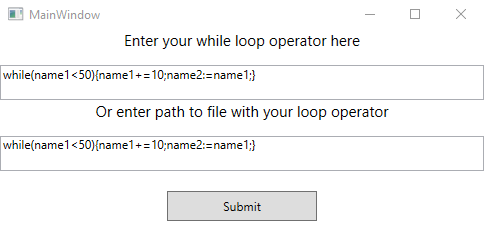 MainWindow
Enter your while loop operator here
while(name1<50){name1+=10;name2:=name1;}
Or enter path to file with your loop operator
while(name1<50){name1+=10;name2:=name1;}
Submit